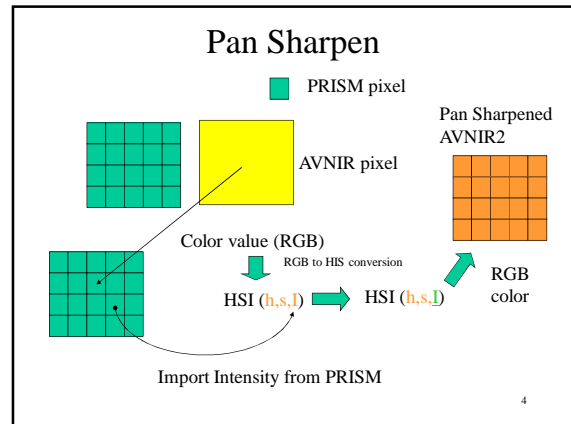 Pan Sharpen
PRISM pixel
Pan Sharpened
AVNIR2
AVNIR pixel
Color value (RGB)
RGB to HIS conversion
HSI (h,s,I)
HSI (h,s,I)
RGB
color
Import Intensity from PRISM
4